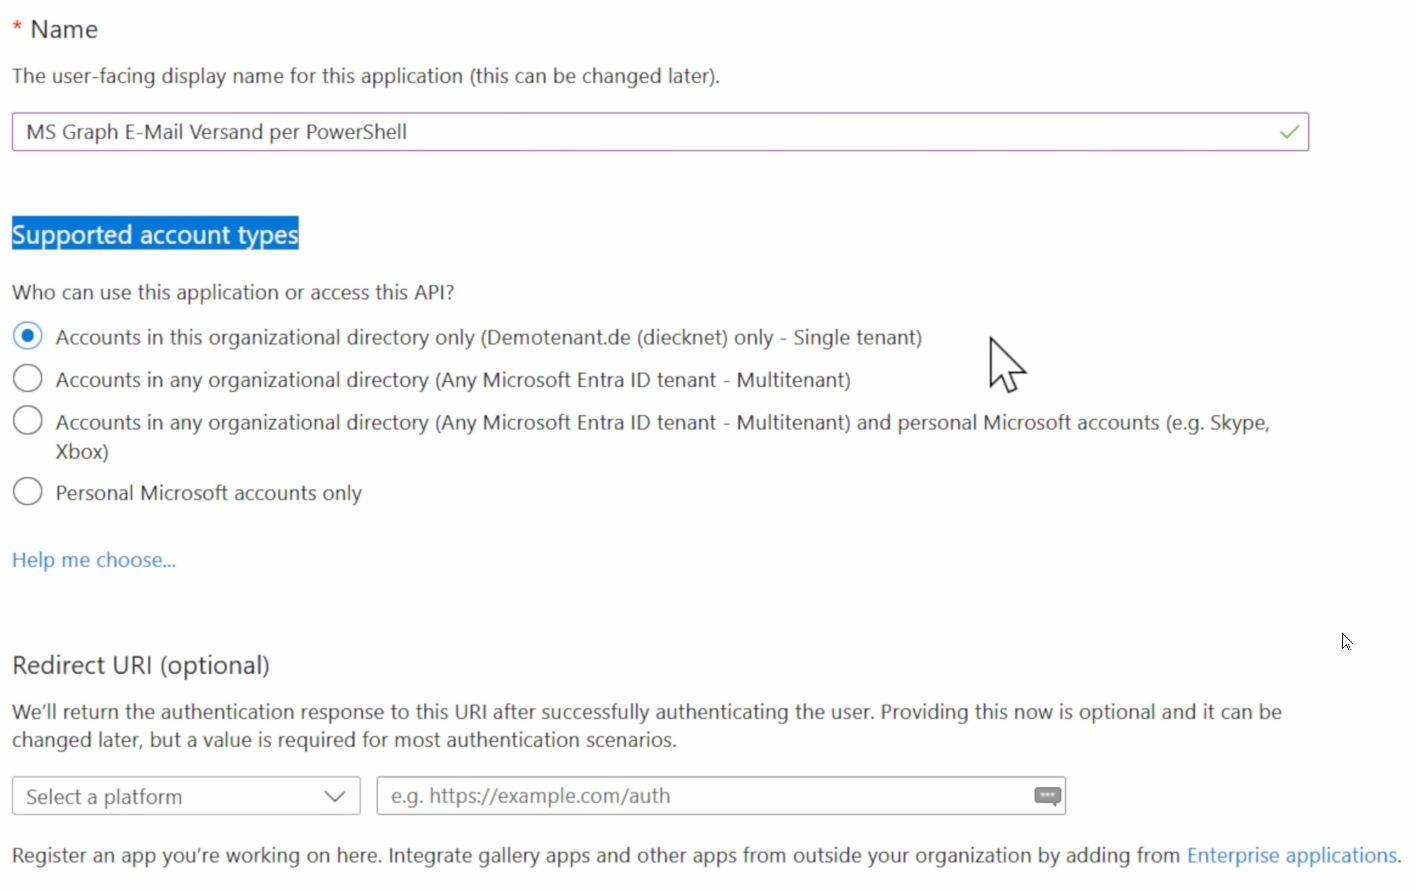 * Name
The user-facing display name for this application (this can be changed later).
MS Graph E-Mail Versand per PowerShell
Supported account types
Who can use this application or access this API?
Accounts in this organizational directory only (Demotenant.de (diecknet) only - Single tenant)
Accounts in any organizational directory (Any Microsoft Entra ID tenant - Multitenant)
Accounts in any organizational directory (Any Microsoft Entra ID tenant - Multitenant) and personal Microsoft accounts (e.g. Skype,
Xbox)
Personal Microsoft accounts only
Help me choose...
Redirect URI (optional)
We'll return the authentication response to this URI after successfully authenticating the user. Providing this now is optional and it can be
changed later, but a value is required for most authentication scenarios.
Select a platform
e.g. https://example.com/auth
Register an app you're working on here. Integrate gallery apps and other apps from outside your organization by adding from Enterprise applications.